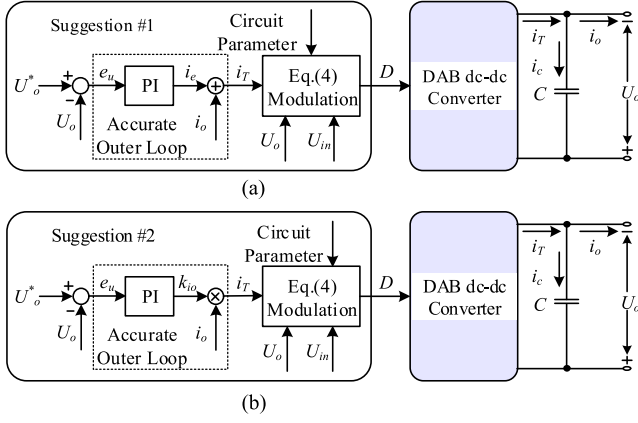 Suggestion #1
Circuit
Parameter
U*o
+
−
Uo
eu
PI
ie
+
io
iT
Accurate
Outer Loop
Eq.(4)
Modulation
Uo
Uin
D
DAB dc-dc
Converter
iT
io
ic
C
Uo
+
(a)
Suggestion #2
Circuit
Parameter
U*o
+
−
Uo
eu
PI
kio
×
io
iT
Accurate
Outer Loop
Eq.(4)
Modulation
Uo
Uin
D
DAB dc-dc
Converter
iT
io
ic
C
Uo
+
(b)